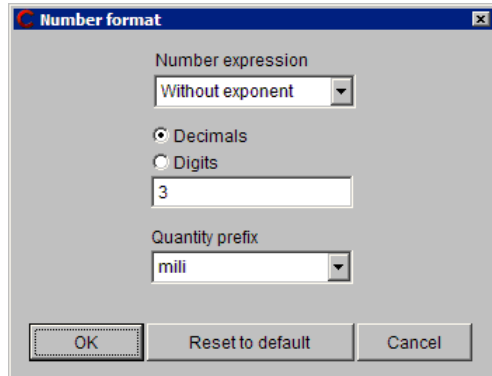 Number format
Number expression
Without exponent
Decimals
Digits
3
Quantity prefix
mili
OK Reset to default Cancel